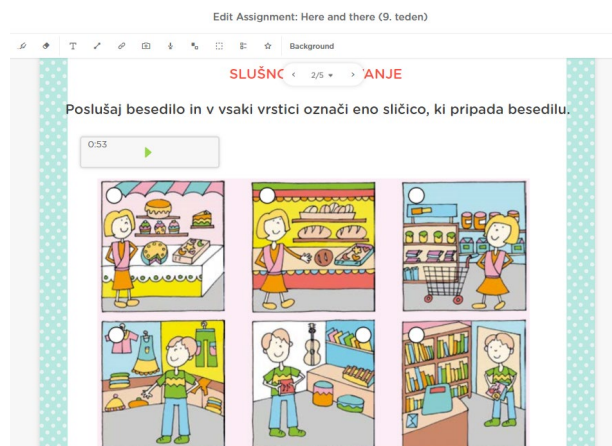 Edit Assignment: Here and there (9. teden)
T
Background
SLUŠNO
2/5
ANJE
Poslušaj besedilo in v vsaki vrstici označi eno sličico, ki pripada besedilu.
0:53